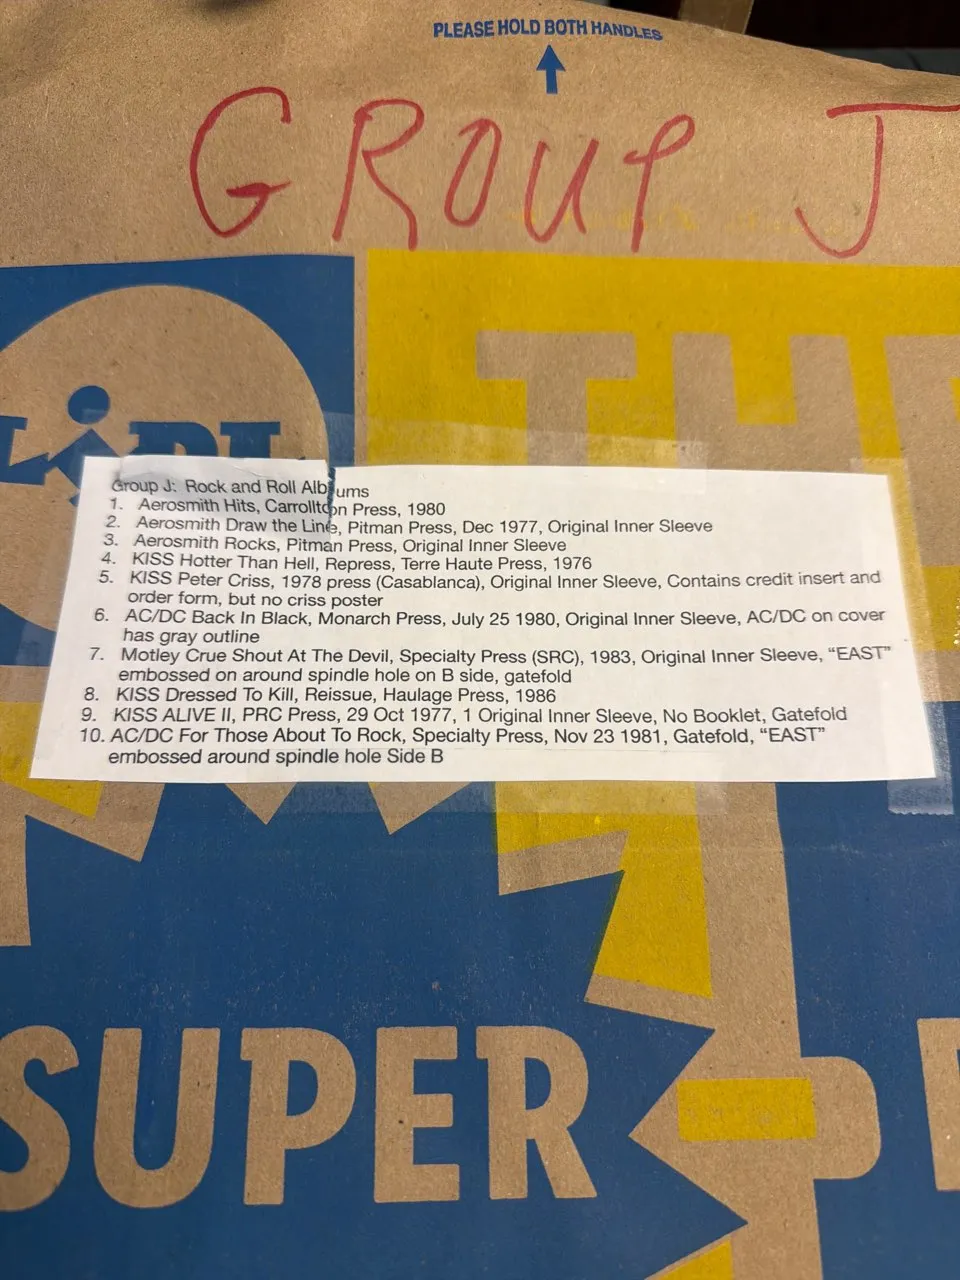 PLEASE HOLD BOTH HANDLES
GROUP J
THE
LIDL
Group J: Rock and Roll Albums
1. Aerosmith Hits, Carrollton Press, 1980
2. Aerosmith Draw the Line, Pitman Press, Dec 1977, Original Inner Sleeve
3. Aerosmith Rocks, Pitman Press, Original Inner Sleeve
4. KISS Hotter Than Hell, Repress, Terre Haute Press, 1976
5. KISS Peter Criss, 1978 press (Casablanca), Original Inner Sleeve, Contains credit insert and
order form, but no criss poster
6. AC/DC Back In Black, Monarch Press, July 25 1980, Original Inner Sleeve, AC/DC on cover
has gray outline
7. Motley Crue Shout At The Devil, Specialty Press (SRC), 1983, Original Inner Sleeve, “EAST”
embossed on around spindle hole on B side, gatefold
8. KISS Dressed To Kill, Reissue, Haulage Press, 1986
9. KISS ALIVE II, PRC Press, 29 Oct 1977, 1 Original Inner Sleeve, No Booklet, Gatefold
10. AC/DC For Those About To Rock, Specialty Press, Nov 23 1981, Gatefold, “EAST”
embossed around spindle hole Side B
SUPER